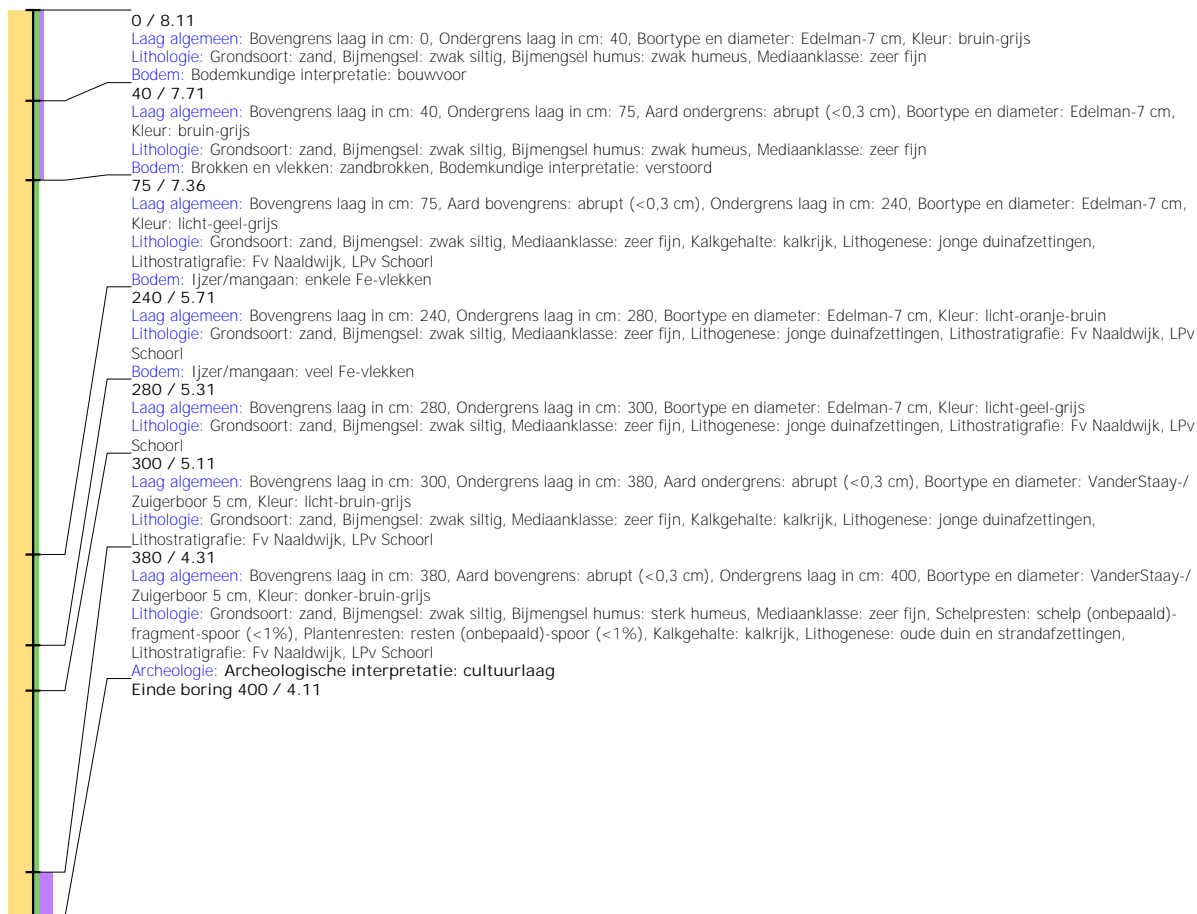 0 / 8.11
Laag algemeen: Bovengrens laag in cm: 0, Ondergrens laag in cm: 40, Boortype en diameter: Edelman-7 cm, Kleur: bruin-grijs
Lithologie: Grondsoort: zand, Bijmengsel: zwak siltig, Bijmengsel humus: zwak humeus, Mediaanklasse: zeer fijn
Bodem: Bodemkundige interpretatie: bouwvoor
40 / 7.71
Laag algemeen: Bovengrens laag in cm: 40, Ondergrens laag in cm: 75, Aard ondergrens: abrupt (<0,3 cm), Boortype en diameter: Edelman-7 cm,
Kleur: bruin-grijs
Lithologie: Grondsoort: zand, Bijmengsel: zwak siltig, Bijmengsel humus: zwak humeus, Mediaanklasse: zeer fijn
Bodem: Brokken en vlekken: zandbrokken, Bodemkundige interpretatie: verstoord
75 / 7.36
Laag algemeen: Bovengrens laag in cm: 75, Aard bovengrens: abrupt (<0,3 cm), Ondergrens laag in cm: 240, Boortype en diameter: Edelman-7 cm,
Kleur: licht-geel-grijs
Lithologie: Grondsoort: zand, Bijmengsel: zwak siltig, Mediaanklasse: zeer fijn, Kalkgehalte: kalkrijk, Lithogenese: jonge duinafzettingen,
Lithostratigrafie: Fv Naaldwijk, LPv Schoorl
Bodem: Ijzer/mangaan: enkele Fe-vlekken
240 / 5.71
Laag algemeen: Bovengrens laag in cm: 240, Ondergrens laag in cm: 280, Boortype en diameter: Edelman-7 cm, Kleur: licht-oranje-bruin
Lithologie: Grondsoort: zand, Bijmengsel: zwak siltig, Mediaanklasse: zeer fijn, Lithogenese: jonge duinafzettingen, Lithostratigrafie: Fv Naaldwijk, LPv
Schoorl
Bodem: Ijzer/mangaan: veel Fe-vlekken
280 / 5.31
Laag algemeen: Bovengrens laag in cm: 280, Ondergrens laag in cm: 300, Boortype en diameter: Edelman-7 cm, Kleur: licht-geel-grijs
Lithologie: Grondsoort: zand, Bijmengsel: zwak siltig, Mediaanklasse: zeer fijn, Lithogenese: jonge duinafzettingen, Lithostratigrafie: Fv Naaldwijk, LPv
Schoorl
300 / 5.11
Laag algemeen: Bovengrens laag in cm: 300, Ondergrens laag in cm: 380, Aard ondergrens: abrupt (<0,3 cm), Boortype en diameter: VanderStaay-/
Zuigerboor 5 cm, Kleur: licht-bruin-grijs
Lithologie: Grondsoort: zand, Bijmengsel: zwak siltig, Mediaanklasse: zeer fijn, Kalkgehalte: kalkrijk, Lithogenese: jonge duinafzettingen,
Lithostratigrafie: Fv Naaldwijk, LPv Schoorl
380 / 4.31
Laag algemeen: Bovengrens laag in cm: 380, Aard bovengrens: abrupt (<0,3 cm), Ondergrens laag in cm: 400, Boortype en diameter: VanderStaay-/
Zuigerboor 5 cm, Kleur: donker-bruin-grijs
Lithologie: Grondsoort: zand, Bijmengsel: zwak siltig, Bijmengsel humus: sterk humeus, Mediaanklasse: zeer fijn, Schelpresten: schelp (onbepaald)-
fragment-spoor (<1%), Plantenresten: resten (onbepaald)-spoor (<1%), Kalkgehalte: kalkrijk, Lithogenese: oude duin en strandafzettingen,
Lithostratigrafie: Fv Naaldwijk, LPv Schoorl
Archeologie: Archeologische interpretatie: cultuurlaag
Einde boring 400 / 4.11